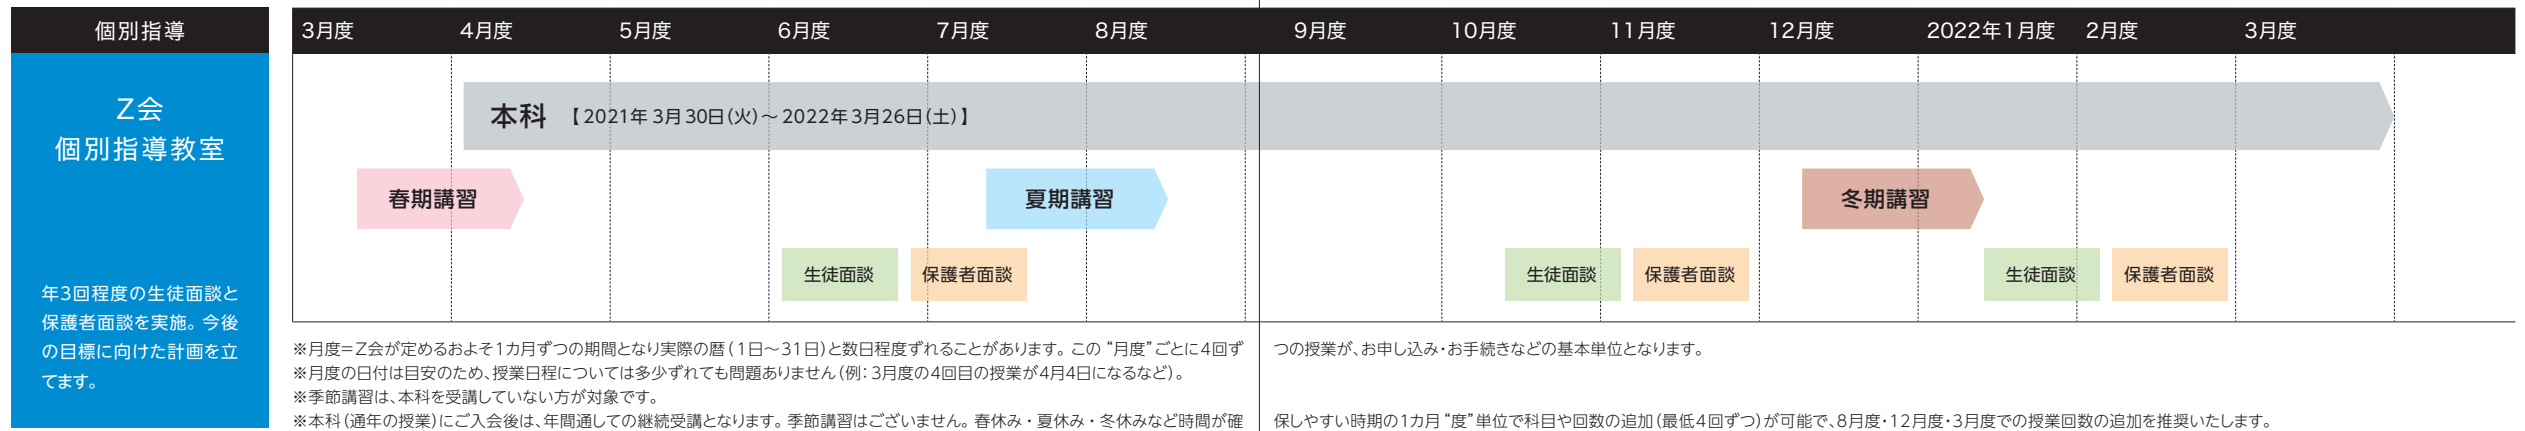 個別指導
3月度 4月度 5月度 6月度 7月度 8月度 9月度 10月度 11月度 12月度 2022年1月度 2月度 3月度
Z会
個別指導教室
年3回程度の生徒面談と
保護者面談を実施。今後
の目標に向けた計画を立
てます。
本科 【2021年3月30日(火)～2022年3月26日(土)】
春期講習 夏期講習 冬期講習
生徒面談 保護者面談 生徒面談 保護者面談 生徒面談 保護者面談
※月度＝Z会が定めるおよそ1カ月ずつの期間となり実際の暦(1日～31日)と数日程度ずれることがあります。この“月度”ごとに4回ず つの授業が、お申し込み・お手続きなどの基本単位となります。
※月度の日付は目安のため、授業日程については多少ずれても問題ありません(例：3月度の4回目の授業が4月4日になるなど)。
※季節講習は、本科を受講していない方が対象です。
※本科(通年の授業)にご入会後は、年間通しての継続受講となります。季節講習はございません。春休み・夏休み・冬休みなど時間が確 保しやすい時期の1カ月“度”単位で科目や回数の追加(最低4回ずつ)が可能で、8月度・12月度・3月度での授業回数の追加を推奨いたします。